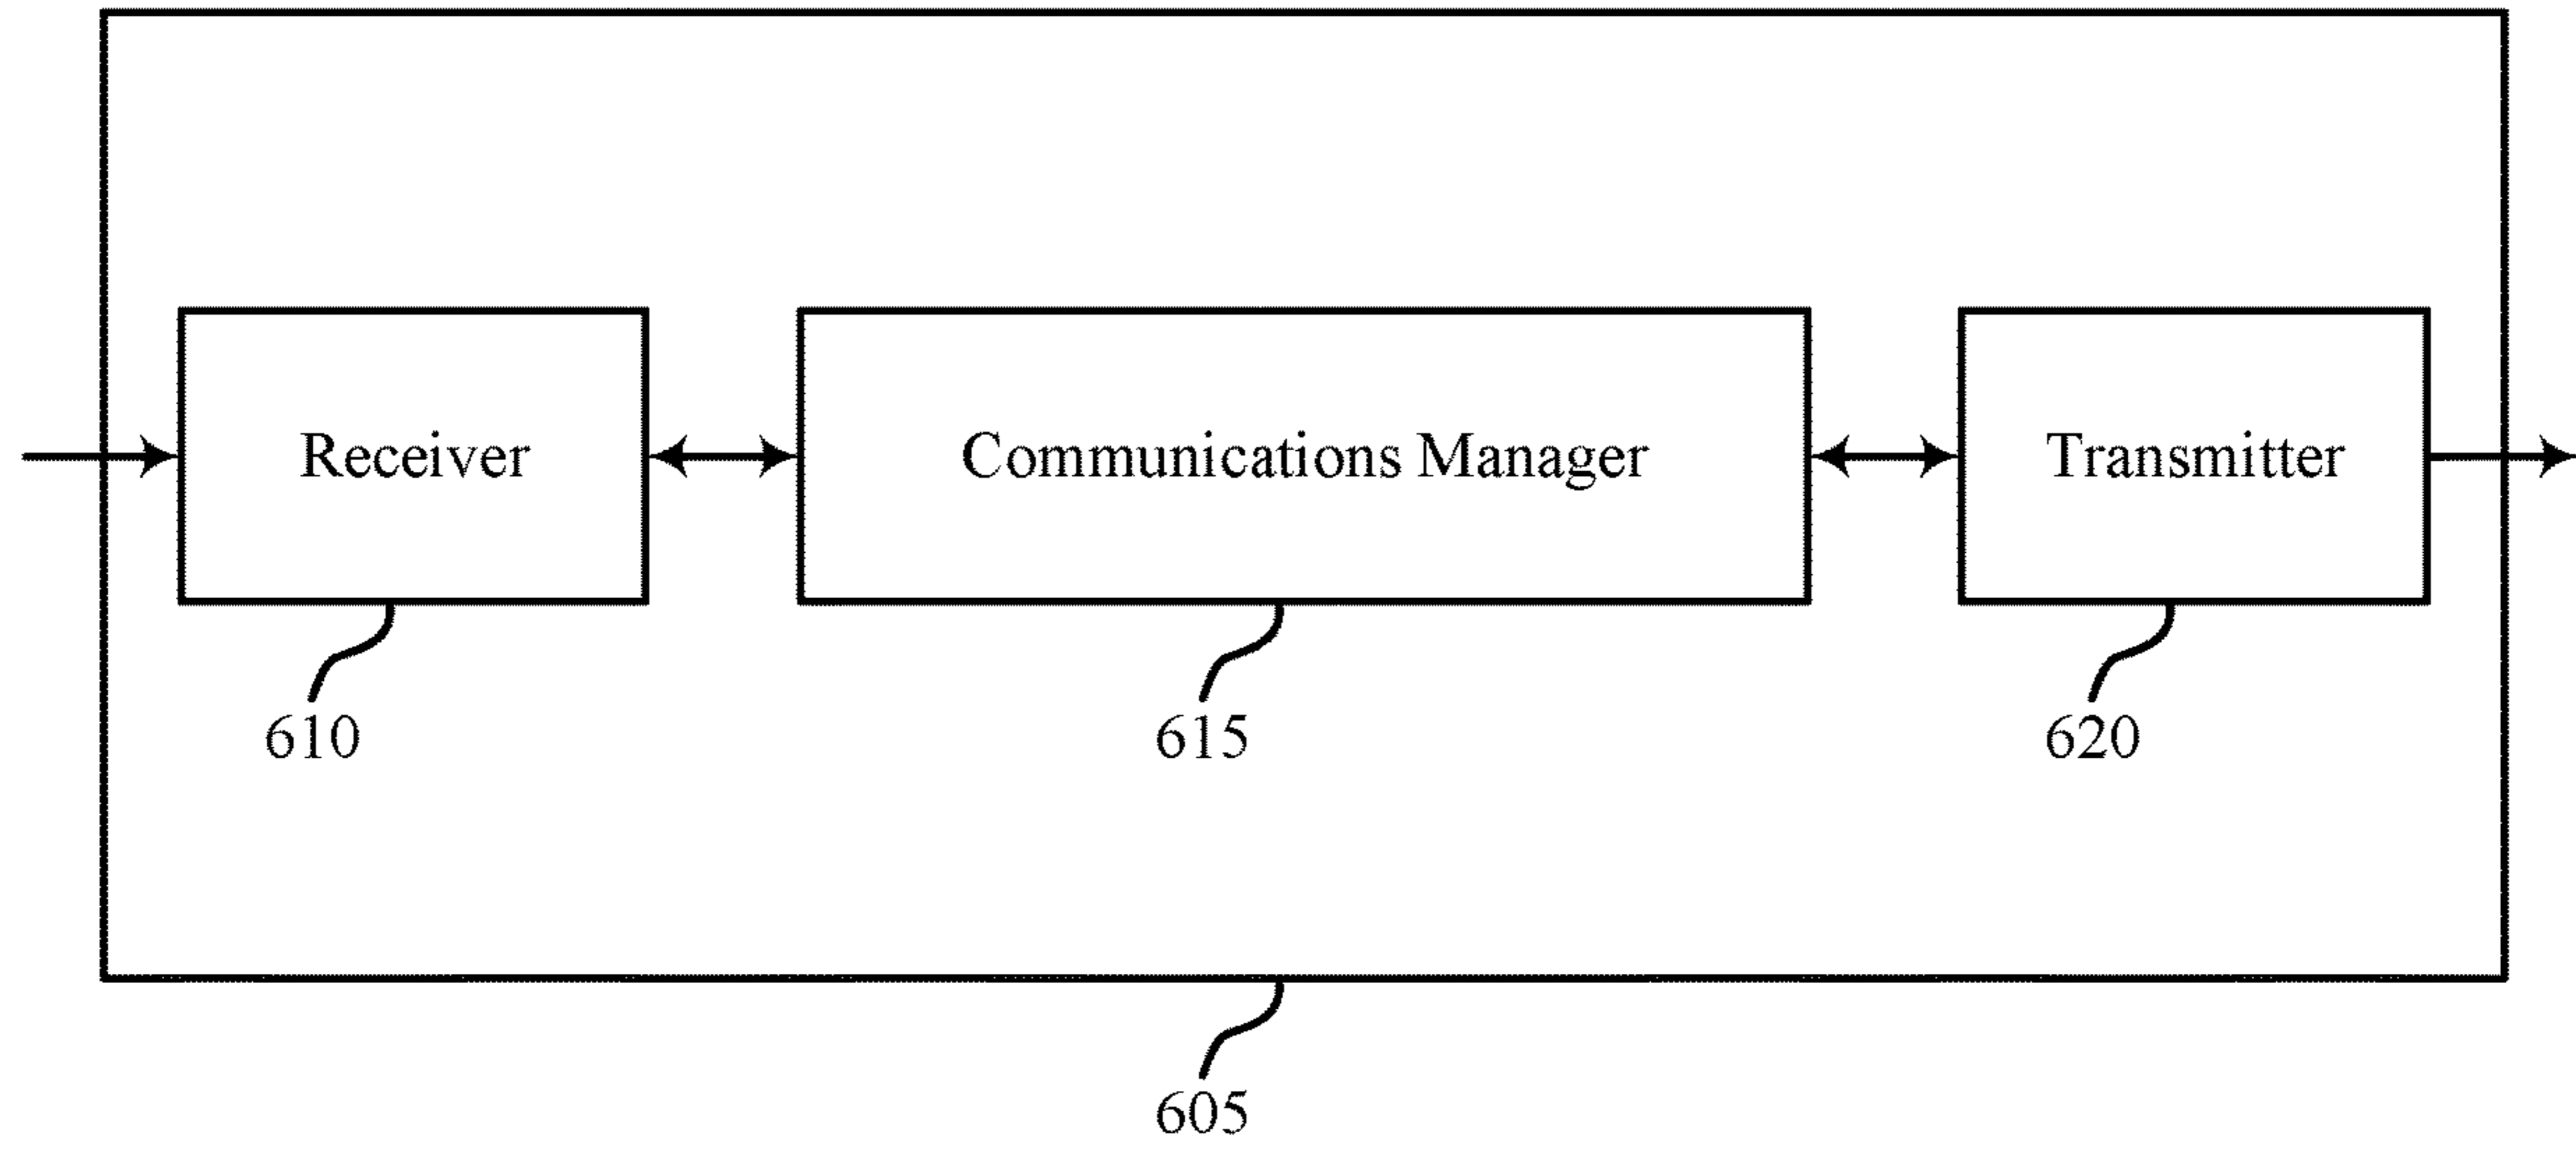 Receiver
Communications Manager
Transmitter
610
615
620
605